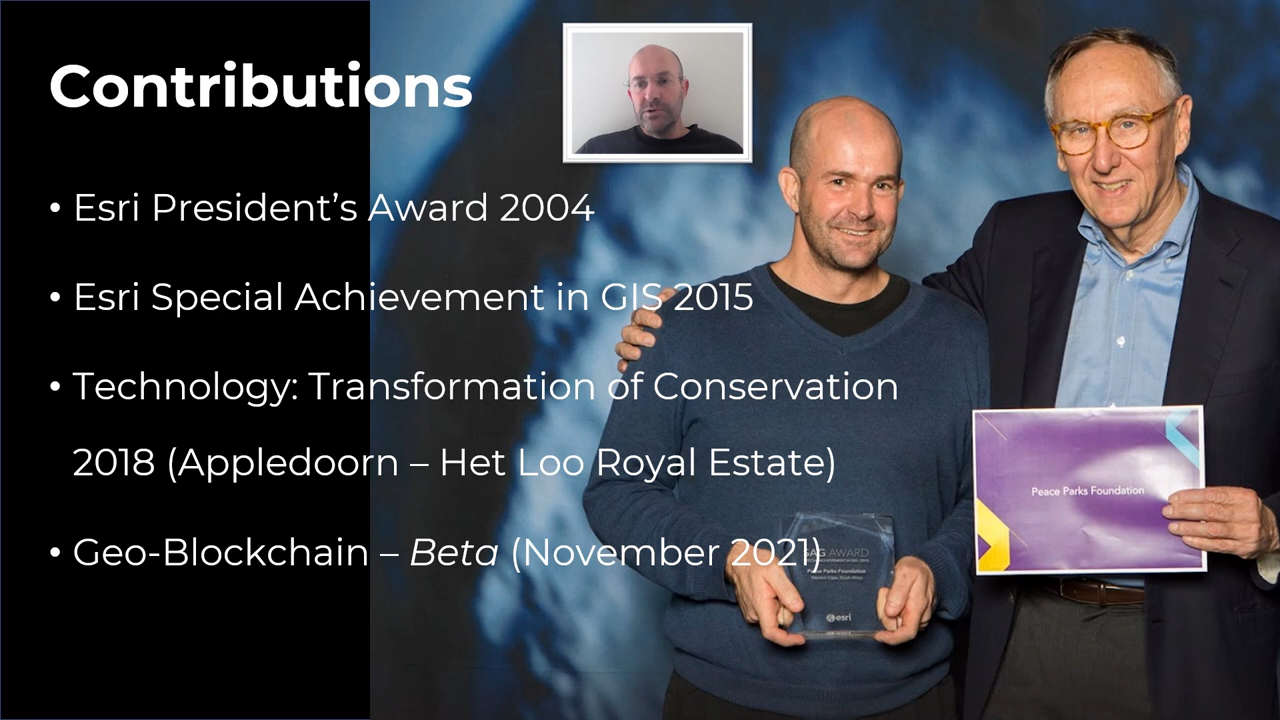 Contributions
• Esri President’s Award 2004
• Esri Special Achievement in GIS 2015
• Technology: Transformation of Conservation
2018 (Appledoorn – Het Loo Royal Estate)
• Geo-Blockchain – Beta (November 2021)
Peace Parks Foundation
SAG AWARD
Peace Parks Foundation
esri